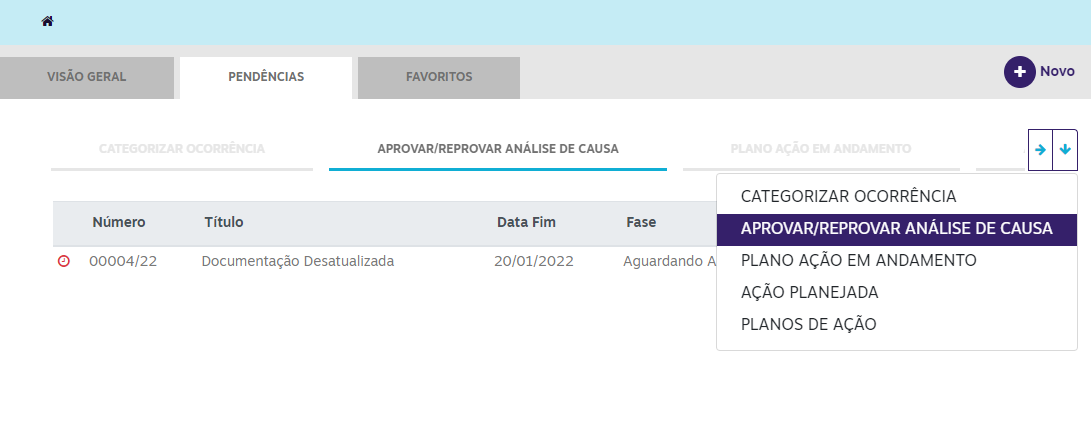 VISÃO GERAL
PENDÊNCIAS
FAVORITOS
Novo
CATEGORIZAR OCORRÊNCIA
APROVAR/REPROVAR ANÁLISE DE CAUSA
PLANO AÇÃO EM ANDAMENTO
Número Título Data Fim Fase
00004/22 Documentação Desatualizada 20/01/2022 Aguardando A
CATEGORIZAR OCORRÊNCIA
APROVAR/REPROVAR ANÁLISE DE CAUSA
PLANO AÇÃO EM ANDAMENTO
AÇÃO PLANEJADA
PLANOS DE AÇÃO